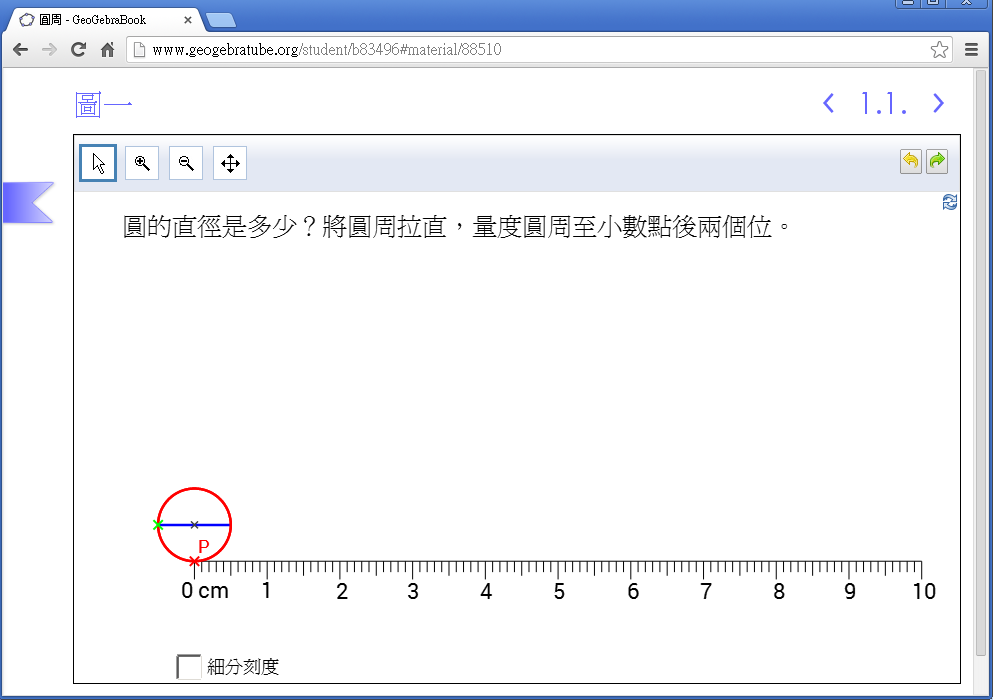 圓周 - GeoGebraBook
www.geogebratube.org/student/b83496#material/88510
圖一
1.1.
圓的直徑是多少？將圓周拉直，量度圓周至小數點後兩個位。
P
0 cm 1 2 3 4 5 6 7 8 9 10
細分刻度